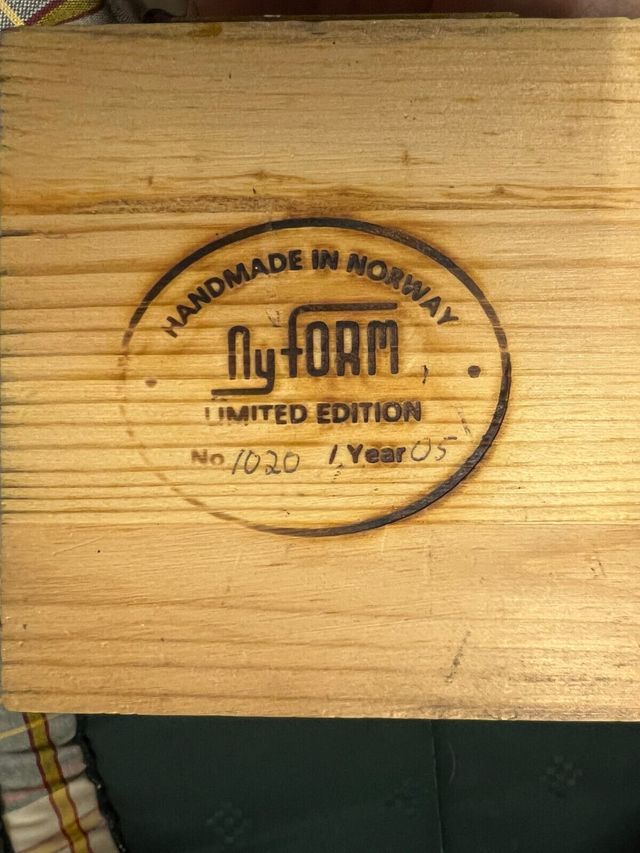 HANDMADE IN NORWAY
nyform
LIMITED EDITION
No 1020 / Year 05